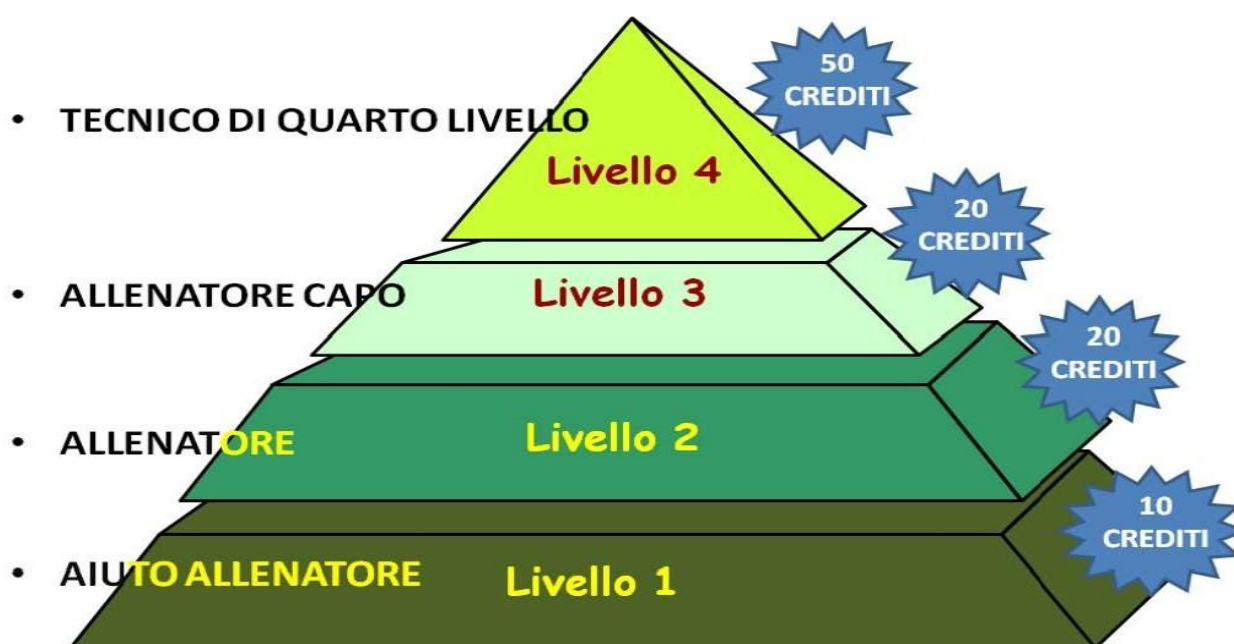 50
CREDITI
• TECNICO DI QUARTO LIVELLO
Livello 4
20
CREDITI
• ALLENATORE CAPO
Livello 3
20
CREDITI
• ALLENATORE
Livello 2
10
CREDITI
• AIUTO ALLENATORE
Livello 1